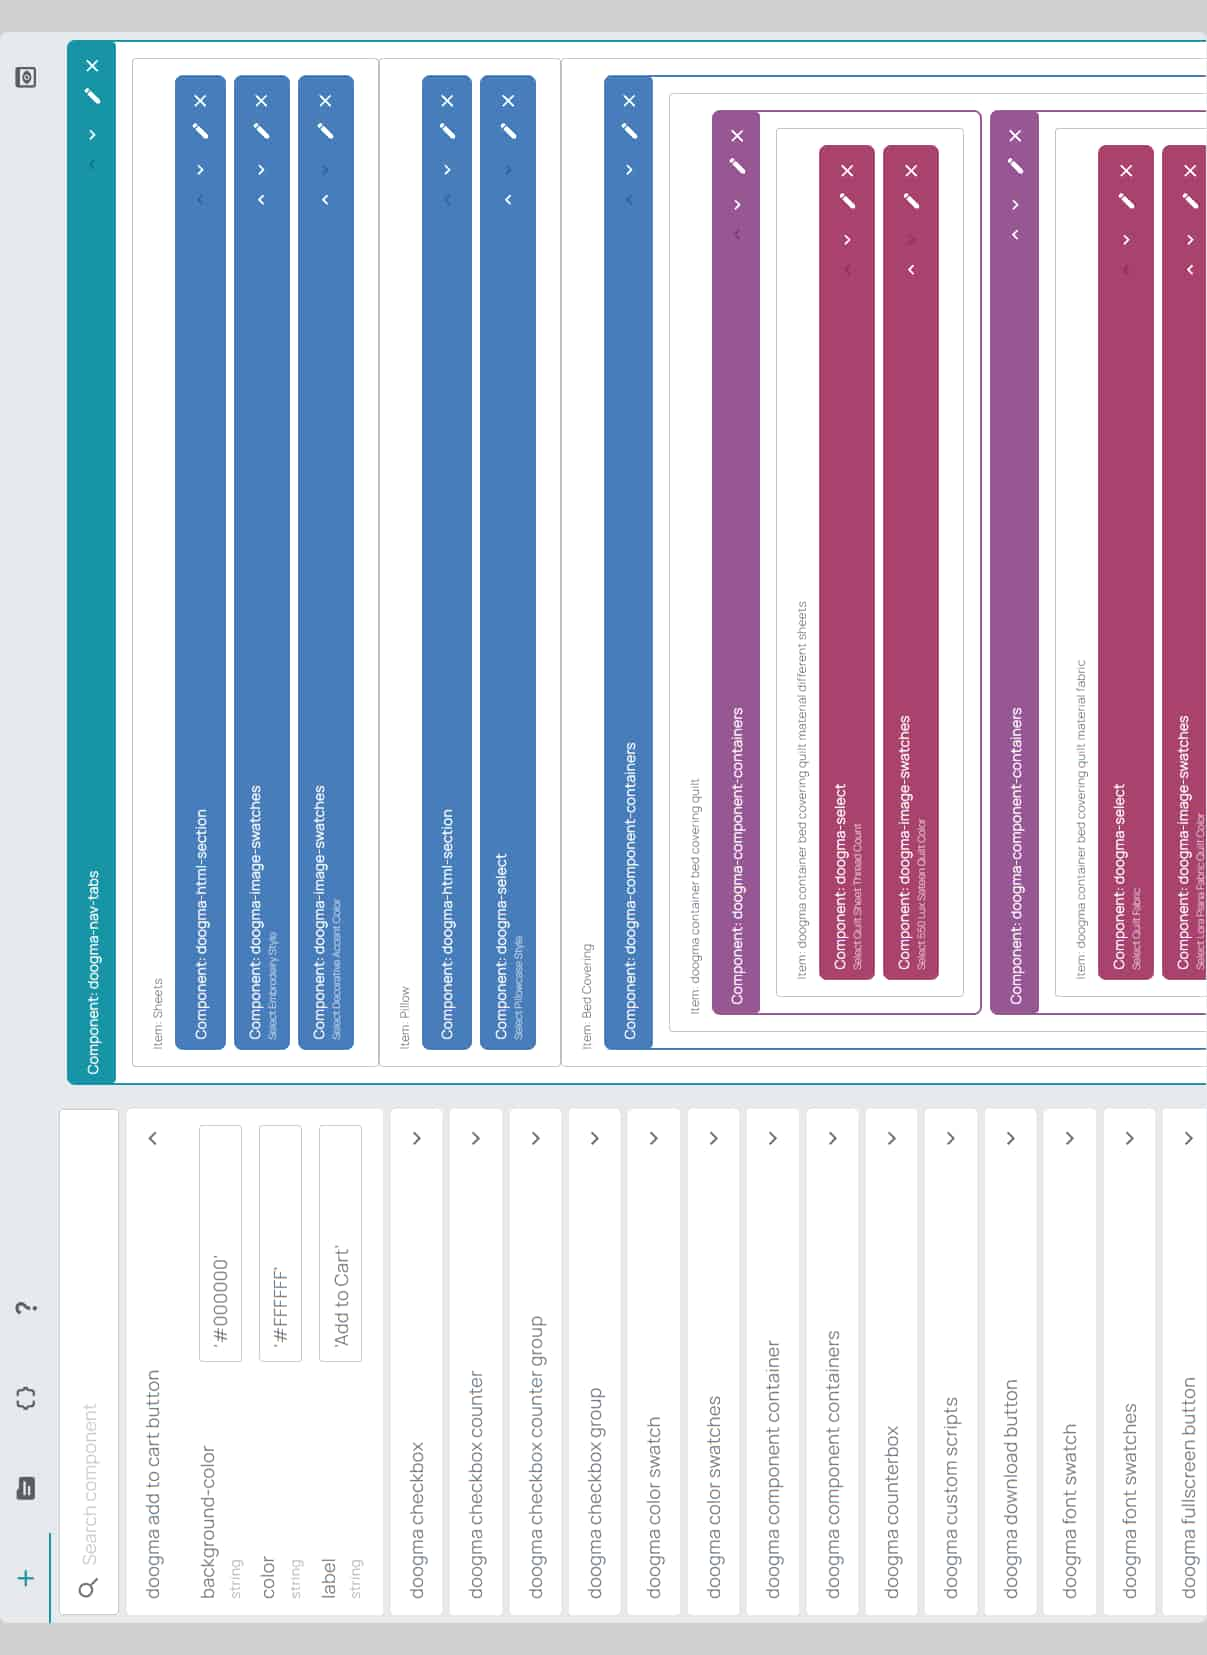 Search component
doogma add to cart button
background-color
string
'#000000'
color
string
'#FFFFFF'
label
string
'Add to Cart'
doogma checkbox
doogma checkbox counter
doogma checkbox counter group
doogma checkbox group
doogma color swatch
doogma color swatches
doogma component container
doogma component containers
doogma counterbox
doogma custom scripts
doogma download button
doogma font swatch
doogma font swatches
doogma fullscreen button
Component: doogma-nav-tabs
Item: Sheets
Component: doogma-html-section
Component: doogma-image-swatches
Select Embroidery Style
Component: doogma-image-swatches
Select Decorative Accent Color
Item: Pillow
Component: doogma-html-section
Component: doogma-select
Select Pillowcase Style
Item: Bed Covering
Component: doogma-component-containers
Item: doogma container bed covering quilt
Component: doogma-component-containers
Item: doogma container bed covering quilt material different sheets
Component: doogma-select
Select Quilt Sheet Thread Count
Component: doogma-image-swatches
Select 550 Lux Sateen Quilt Color
Component: doogma-component-containers
Item: doogma container bed covering quilt material fabric
Component: doogma-select
Select Quilt Fabric
Component: doogma-image-swatches
Select Lora Piana Fabric Quilt Color